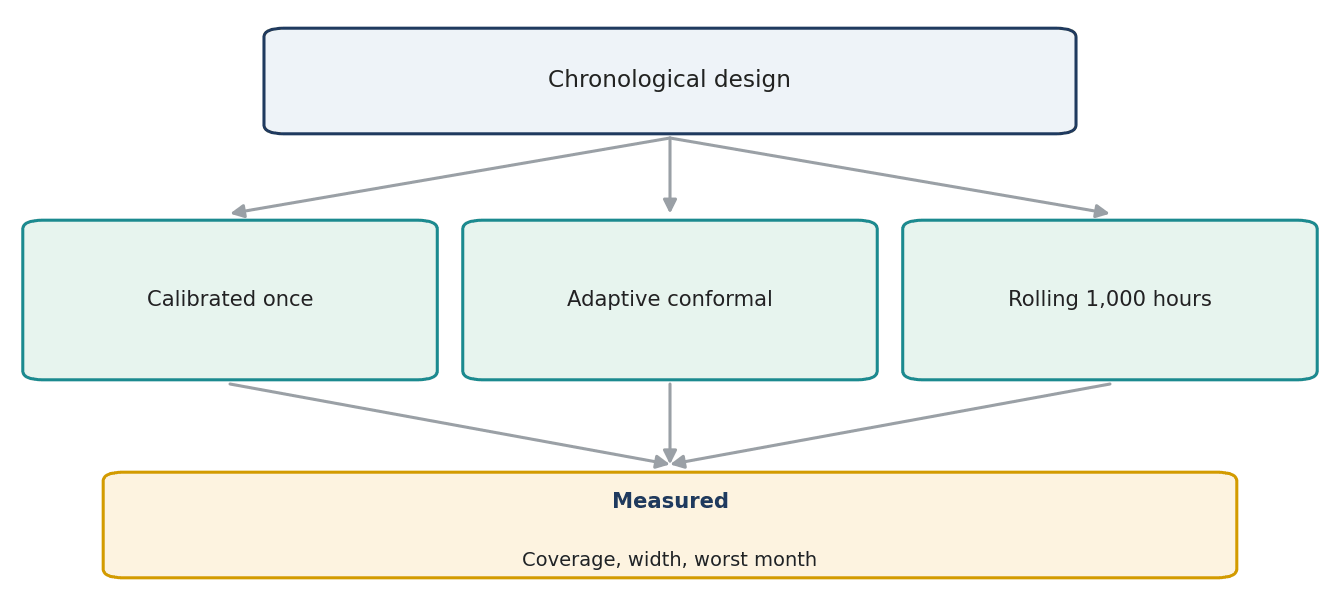 Chronological design
Calibrated once
Adaptive conformal
Rolling 1,000 hours
Measured
Coverage, width, worst month